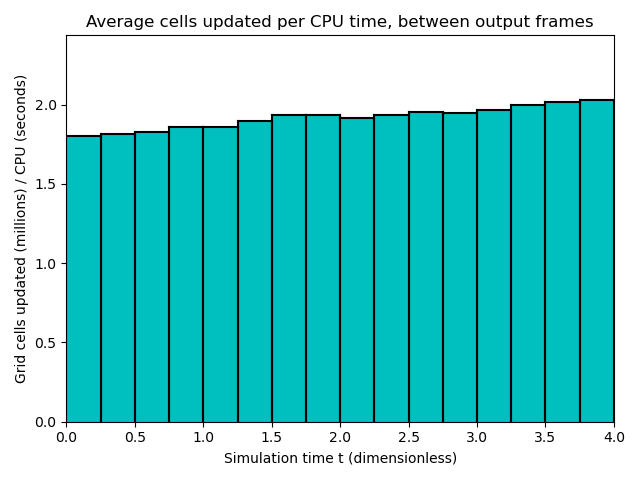 Average cells updated per CPU time, between output frames
Grid cells updated (millions) / CPU (seconds)
2.0
1.5
1.0
0.5
0.0
0.0 0.5 1.0 1.5 2.0 2.5 3.0 3.5 4.0
Simulation time t (dimensionless)